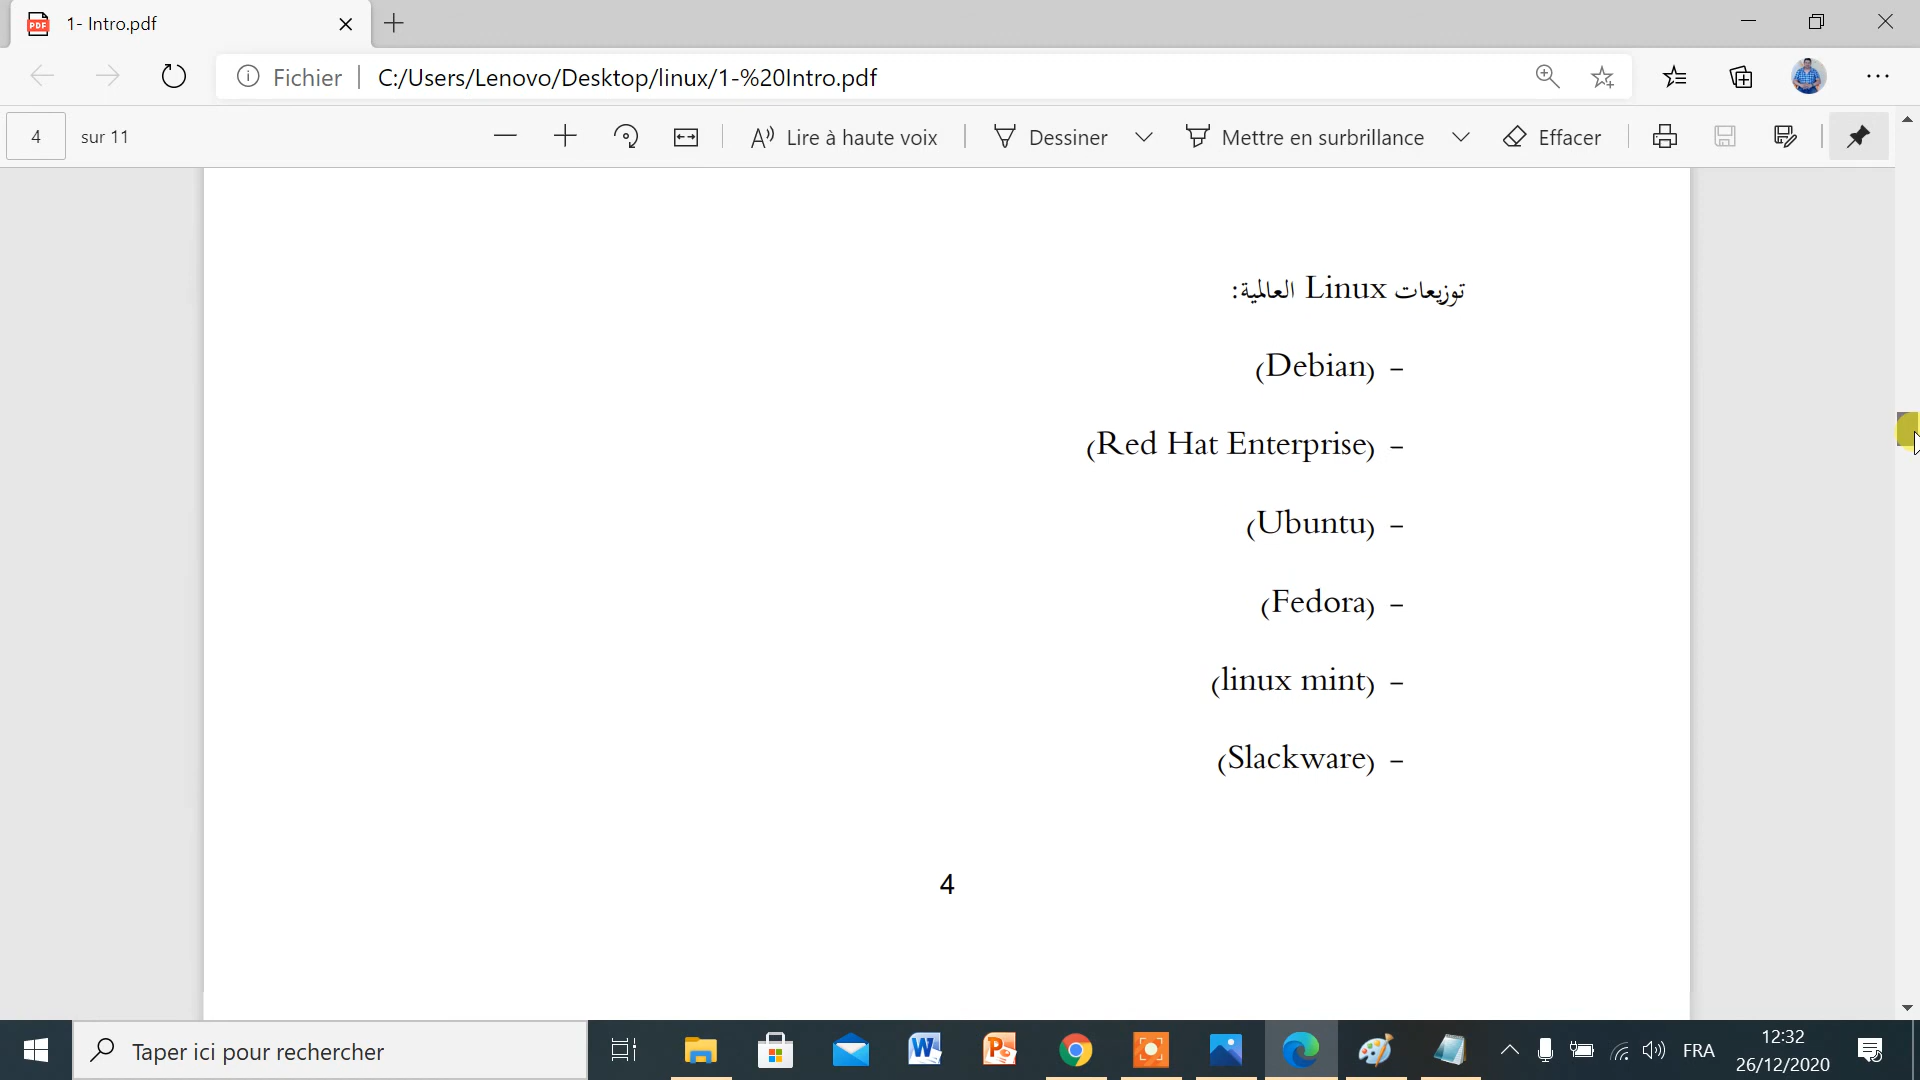 1- Intro.pdf
Fichier
C:/Users/Lenovo/Desktop/linux/1-%20Intro.pdf
4 sur 11
Lire à haute voix
Dessiner
Mettre en surbrillance
Effacer
توزيعات Linux العالمية:
- (Debian)
- (Red Hat Enterprise)
- (Ubuntu)
- (Fedora)
- (linux mint)
- (Slackware)
4
Taper ici pour rechercher
FRA
12:32
26/12/2020